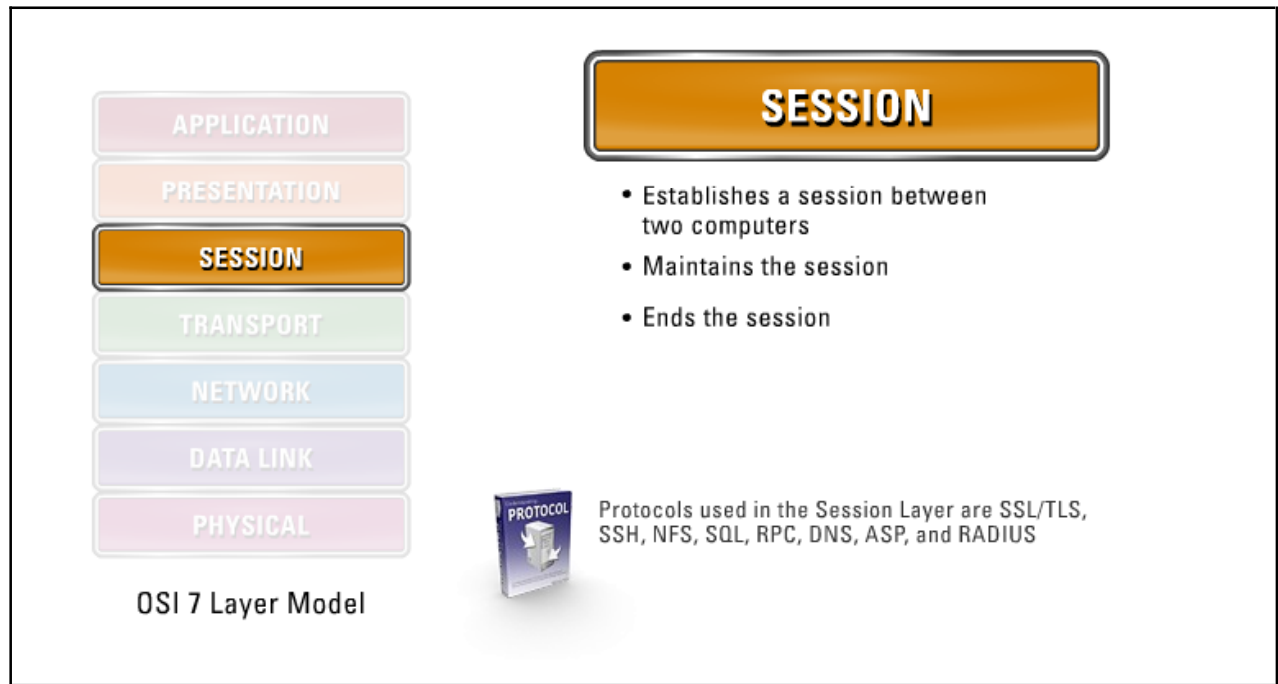 APPLICATION
PRESENTATION
SESSION
TRANSPORT
NETWORK
DATA LINK
PHYSICAL
OSI 7 Layer Model
SESSION
• Establishes a session between
two computers
• Maintains the session
• Ends the session
PROTOCOL
Protocols used in the Session Layer are SSL/TLS,
SSH, NFS, SQL, RPC, DNS, ASP, and RADIUS